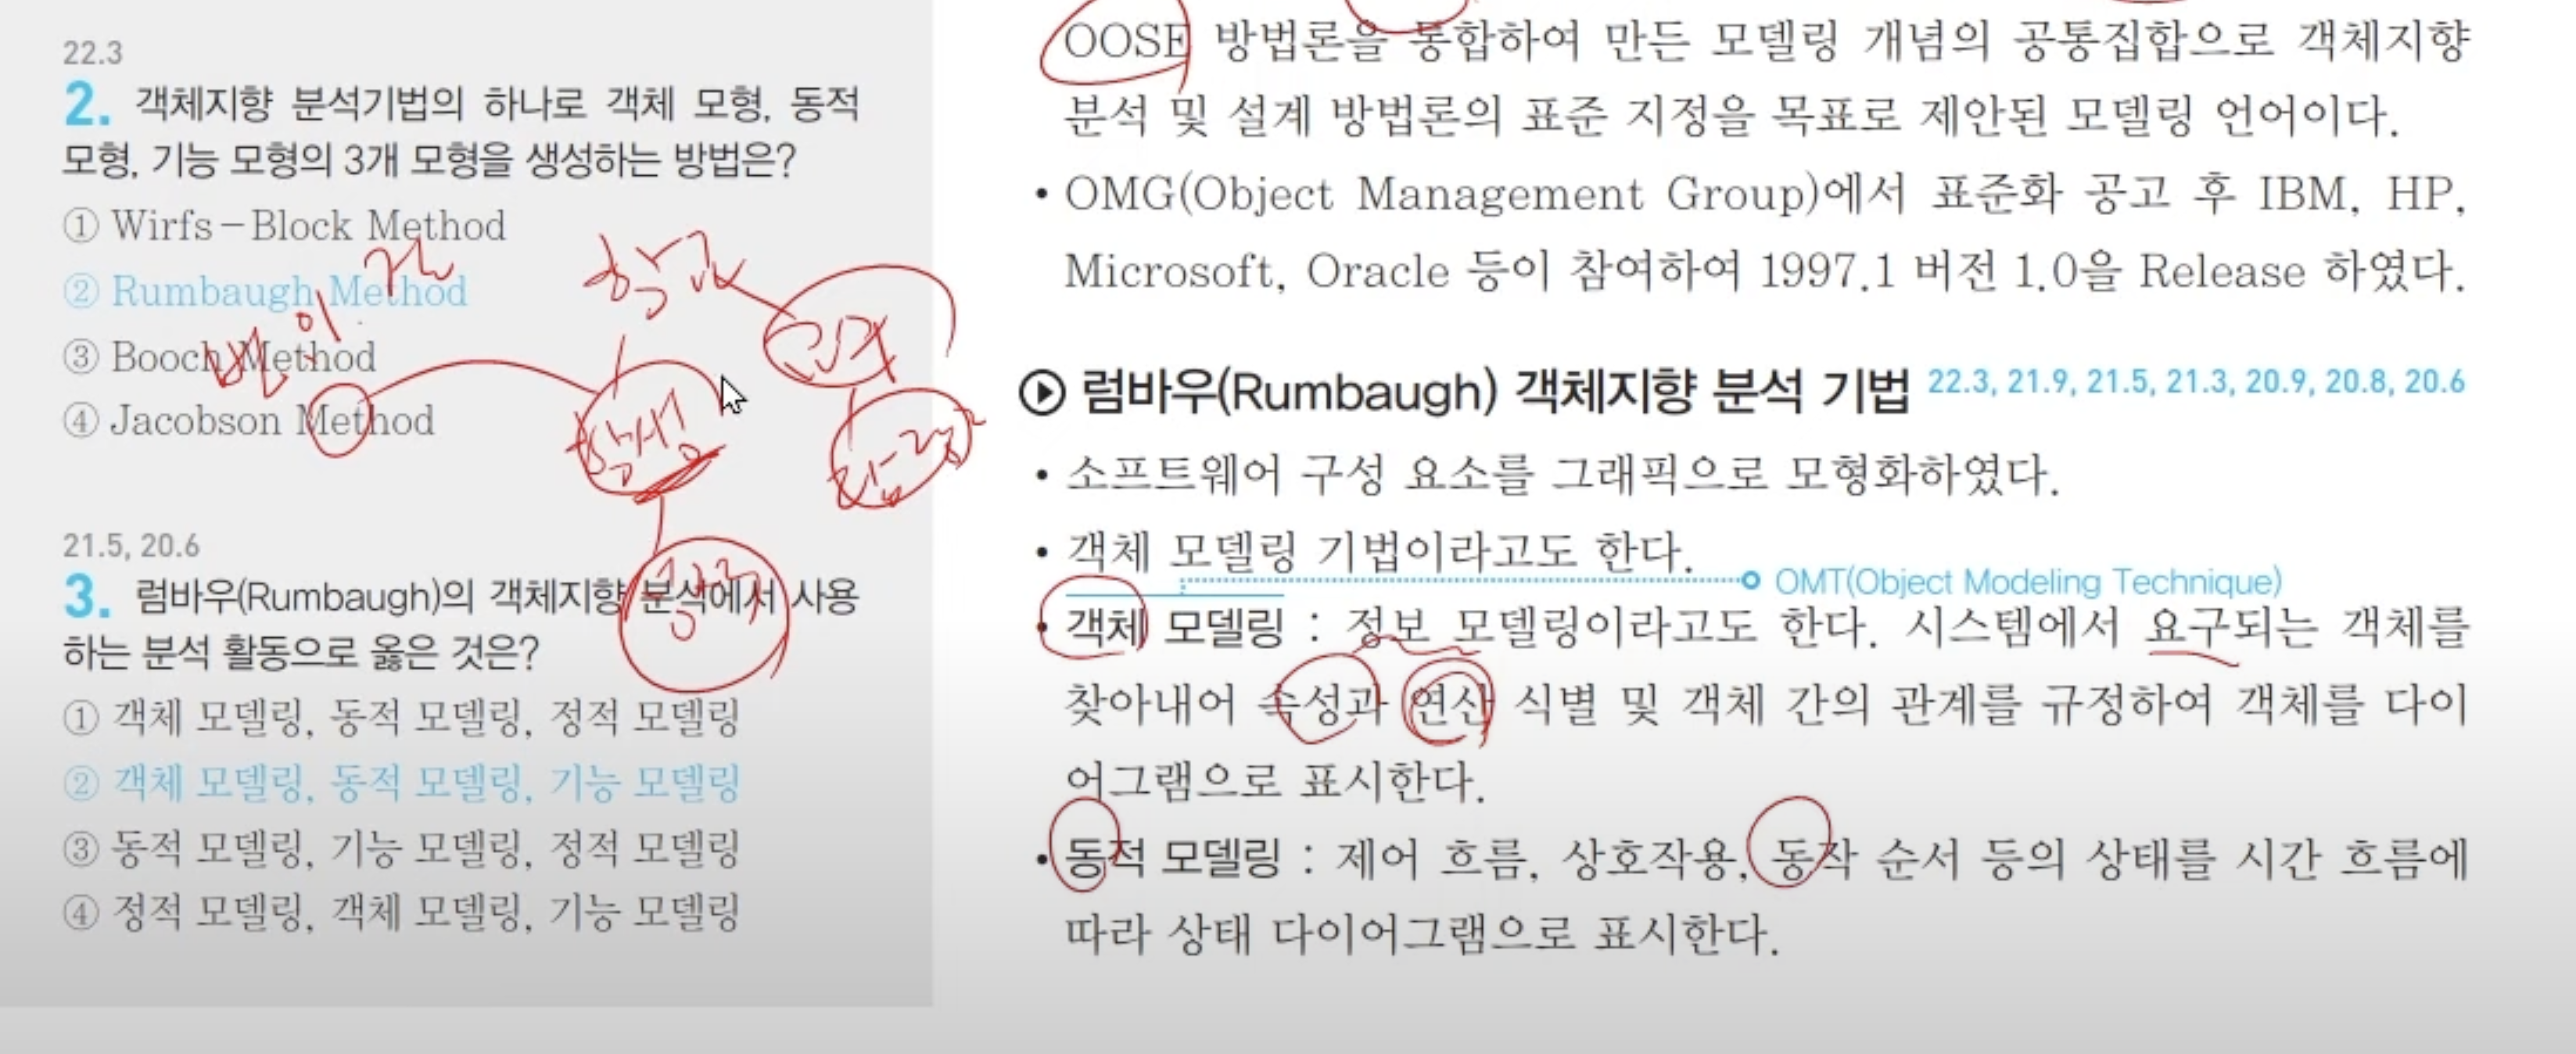 22.3
2. 객체지향 분석기법의 하나로 객체 모형, 동적
모형, 기능 모형의 3개 모형을 생성하는 방법은?
① Wirfs-Block Method
② Rumbaugh Method
③ Booch Method
④ Jacobson Method
21.5, 20.6
3. 럼바우(Rumbaugh)의 객체지향 분석에서 사용
하는 분석 활동으로 옳은 것은?
① 객체 모델링, 동적 모델링, 정적 모델링
② 객체 모델링, 동적 모델링, 기능 모델링
③ 동적 모델링, 기능 모델링, 정적 모델링
④ 정적 모델링, 객체 모델링, 기능 모델링
OOSE 방법론을 통합하여 만든 모델링 개념의 공통집합으로 객체지향
분석 및 설계 방법론의 표준 지정을 목표로 제안된 모델링 언어이다.
• OMG(Object Management Group)에서 표준화 공고 후 IBM, HP,
Microsoft, Oracle 등이 참여하여 1997.1 버전 1.0을 Release 하였다.
럼바우(Rumbaugh) 객체지향 분석 기법 22.3, 21.9, 21.5, 21.3, 20.9, 20.8, 20.6
• 소프트웨어 구성 요소를 그래픽으로 모형화하였다.
• 객체 모델링 기법이라고도 한다.
OMT(Object Modeling Technique)
• 객체 모델링 : 정보 모델링이라고도 한다. 시스템에서 요구되는 객체를
찾아내어 속성과 연산 식별 및 객체 간의 관계를 규정하여 객체를 다이
어그램으로 표시한다.
• 동적 모델링 : 제어 흐름, 상호작용, 동작 순서 등의 상태를 시간 흐름에
따라 상태 다이어그램으로 표시한다.
학생